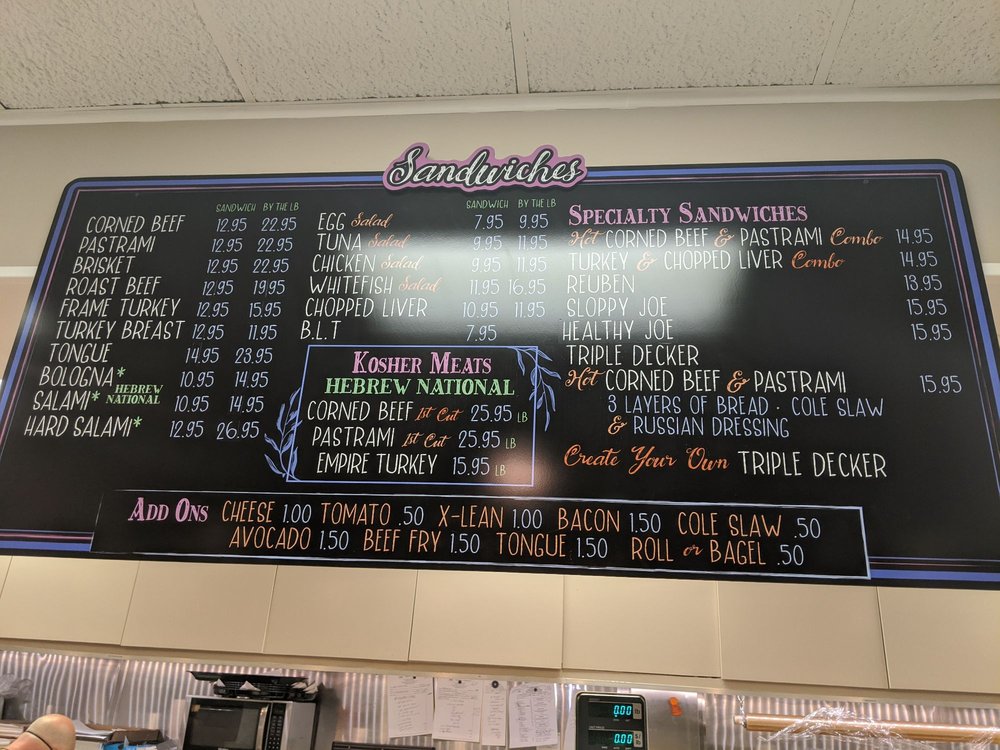 Sandwiches
SANDWICH BY THE LB
CORNED BEEF 12.95 22.95
PASTRAMI 12.95 22.95
BRISKET 12.95 22.95
ROAST BEEF 12.95 19.95
FRAME TURKEY 12.95 15.95
TURKEY BREAST 12.95 11.95
TONGUE 14.95 23.95
BOLOGNA* 10.95 14.95
HEBREW NATIONAL
SALAMI* 10.95 14.95
HARD SALAMI* 12.95 26.95
SANDWICH BY THE LB
EGG Salad 7.95 9.95
TUNA Salad 9.95 11.95
CHICKEN Salad 9.95 11.95
WHITEFISH Salad 11.95 16.95
CHOPPED LIVER 10.95 11.95
B.L.T 7.95
KOSHER MEATS
HEBREW NATIONAL
CORNED BEEF 1st Cut 25.95 LB
PASTRAMI 1st Cut 25.95 LB
EMPIRE TURKEY 15.95 LB
SPECIALTY SANDWICHES
Hot CORNED BEEF & PASTRAMI Combo 14.95
TURKEY & CHOPPED LIVER Combo 14.95
REUBEN 13.95
SLOPPY JOE 15.95
HEALTHY JOE 15.95
TRIPLE DECKER
Hot CORNED BEEF & PASTRAMI 15.95
3 LAYERS OF BREAD · COLE SLAW
& RUSSIAN DRESSING
Create Your Own TRIPLE DECKER
ADD ONS CHEESE 1.00 TOMATO .50 X-LEAN 1.00 BACON 1.50 COLE SLAW .50
AVOCADO 1.50 BEEF FRY 1.50 TONGUE 1.50 ROLL or BAGEL .50
0.00
0.00